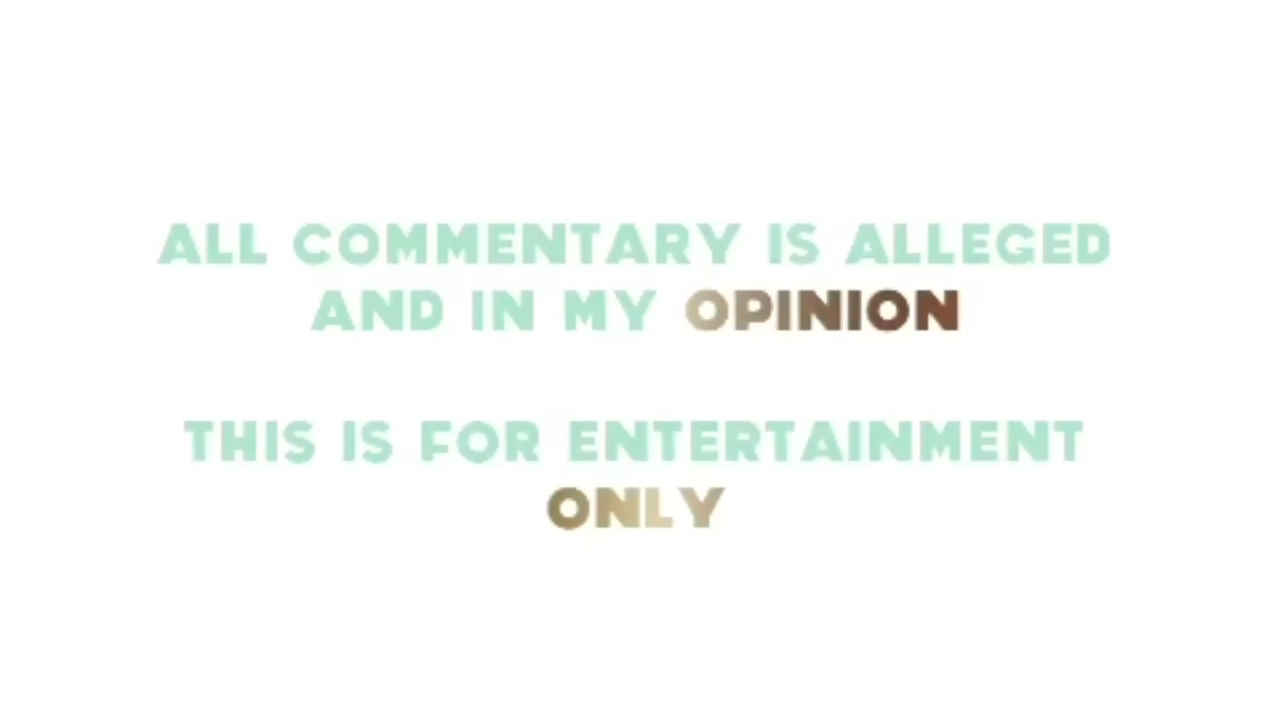 ALL COMMENTARY IS ALLEGED
AND IN MY OPINION
THIS IS FOR ENTERTAINMENT
ONLY